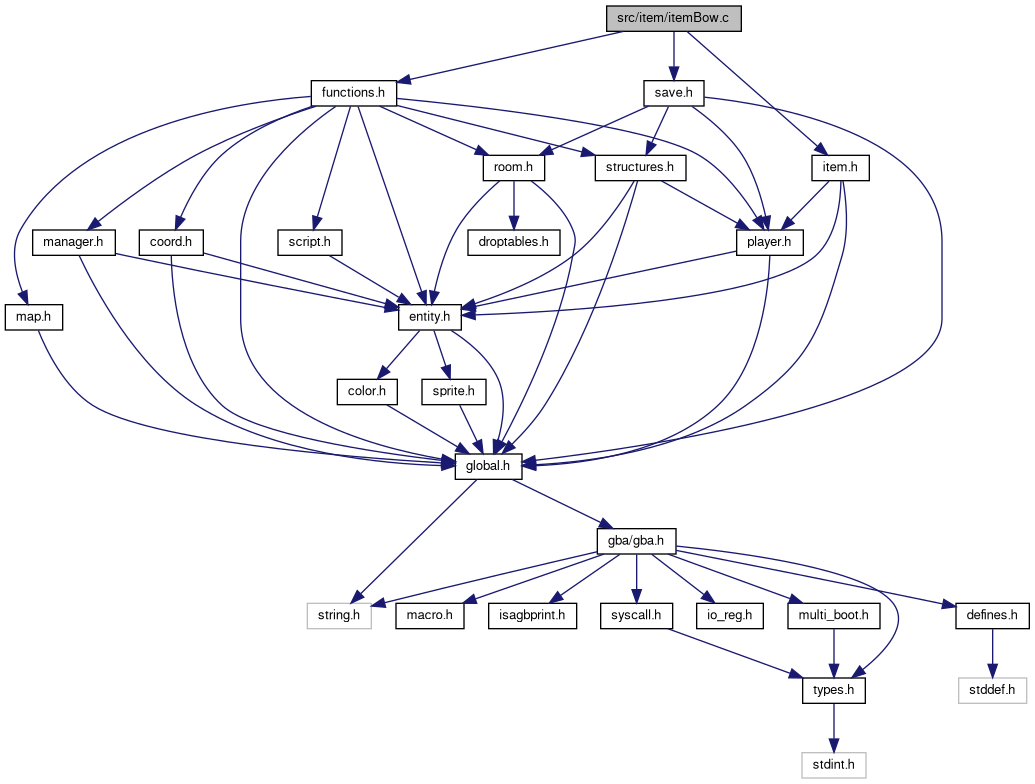 src/item/itemBow.c
functions.h
save.h
room.h
structures.h
item.h
manager.h
coord.h
script.h
droptables.h
player.h
map.h
entity.h
color.h
sprite.h
global.h
gba/gba.h
string.h
macro.h
isagbprint.h
syscall.h
io_reg.h
multi_boot.h
defines.h
types.h
stddef.h
stdint.h